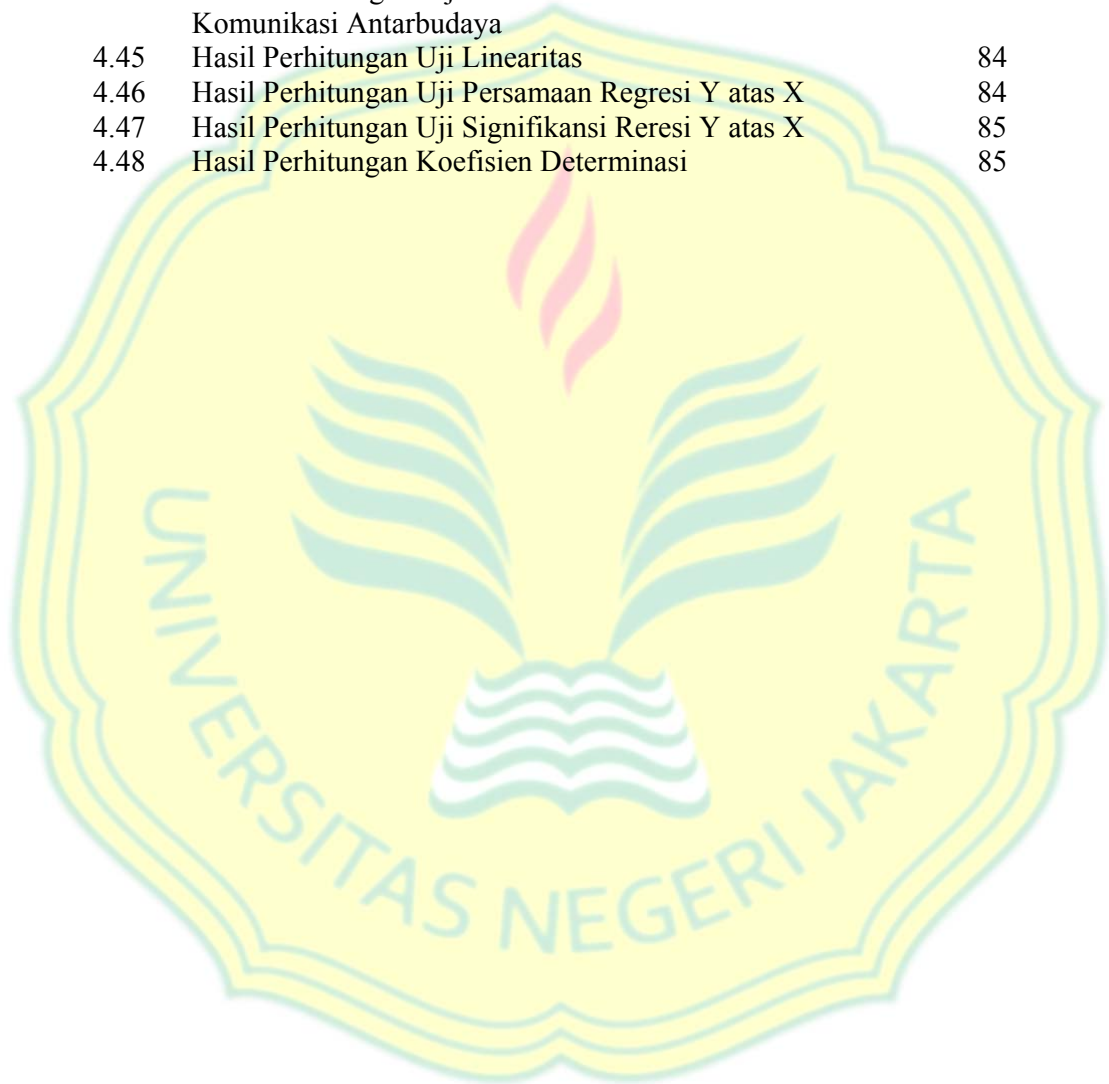 Komunikasi Antarbudaya
4.45 Hasil Perhitungan Uji Linearitas 84
4.46 Hasil Perhitungan Uji Persamaan Regresi Y atas X 84
4.47 Hasil Perhitungan Uji Signifikansi Reresi Y atas X 85
4.48 Hasil Perhitungan Koefisien Determinasi 85
UNIVERSITAS NEGERI JAKARTA